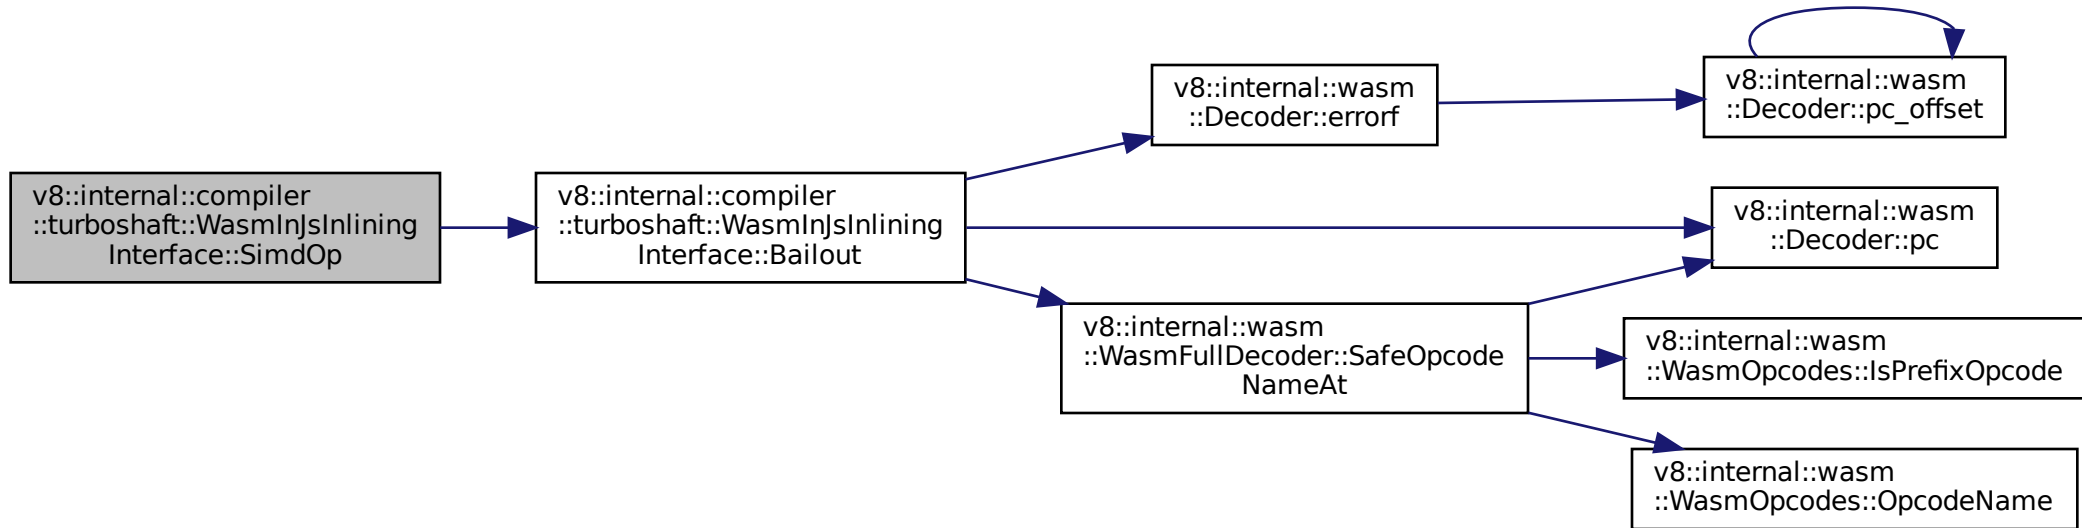 v8::internal::compiler
::turboshaft::WasmInJsInlining
Interface::SimdOp
v8::internal::compiler
::turboshaft::WasmInJsInlining
Interface::Bailout
v8::internal::wasm
::Decoder::errorf
v8::internal::wasm
::Decoder::pc_offset
v8::internal::wasm
::Decoder::pc
v8::internal::wasm
::WasmFullDecoder::SafeOpcode
NameAt
v8::internal::wasm
::WasmOpcodes::IsPrefixOpcode
v8::internal::wasm
::WasmOpcodes::OpcodeName